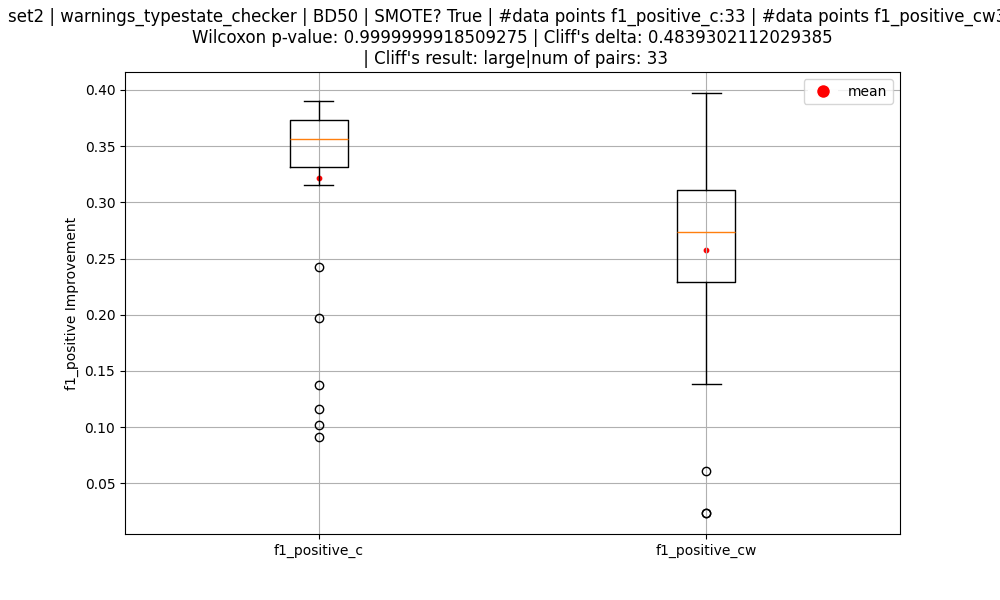 set2 | warnings_typestate_checker | BD50 | SMOTE? True | #data points f1_positive_c:33 | #data points f1_positive_cw3
Wilcoxon p-value: 0.9999999918509275 | Cliff's delta: 0.4839302112029385
| Cliff's result: large|num of pairs: 33
mean
0.40
0.35
0.30
0.25
0.20
0.15
0.10
0.05
f1_positive Improvement
f1_positive_c
f1_positive_cw